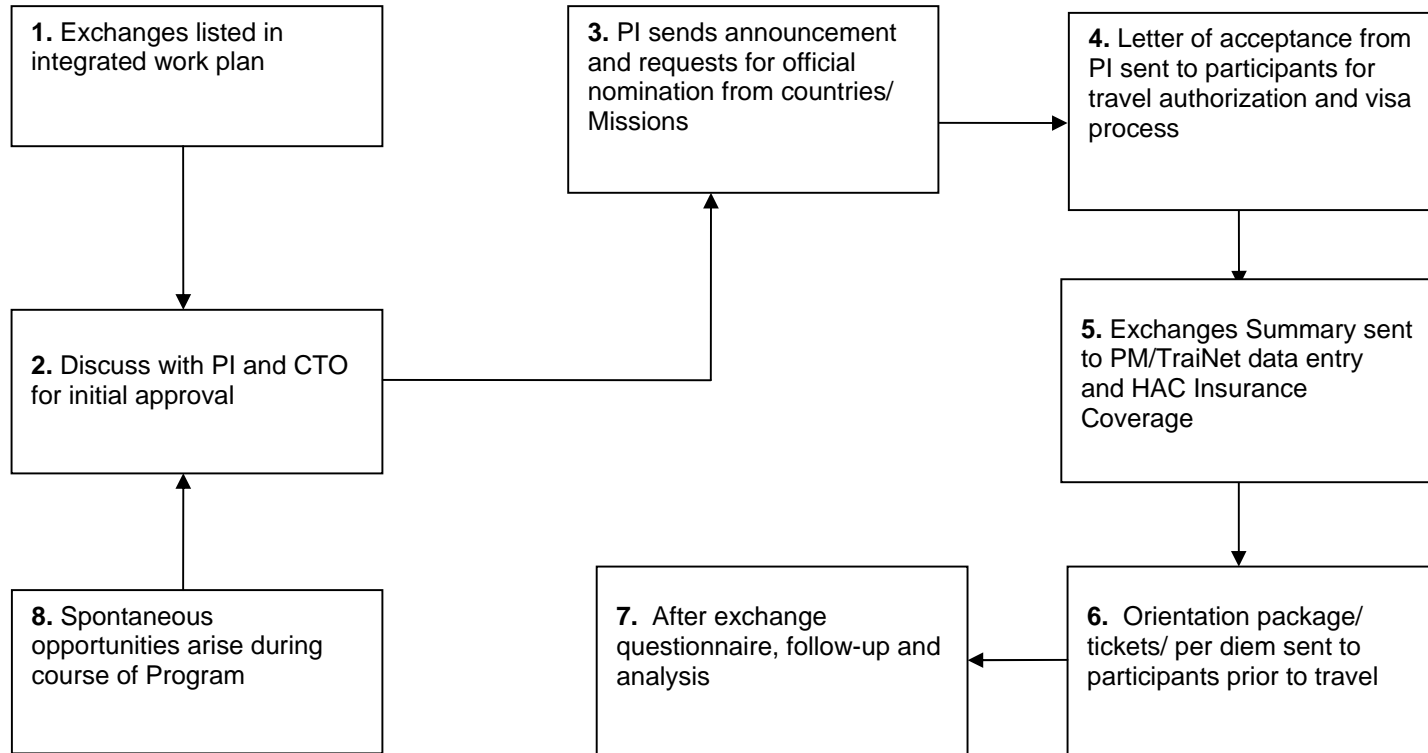 1. Exchanges listed in
integrated work plan
2. Discuss with PI and CTO
for initial approval
3. PI sends announcement
and requests for official
nomination from countries/
Missions
4. Letter of acceptance from
PI sent to participants for
travel authorization and visa
process
5. Exchanges Summary sent
to PM/TraiNet data entry
and HAC Insurance
Coverage
6. Orientation package/
tickets/ per diem sent to
participants prior to travel
7. After exchange
questionnaire, follow-up and
analysis
8. Spontaneous
opportunities arise during
course of Program